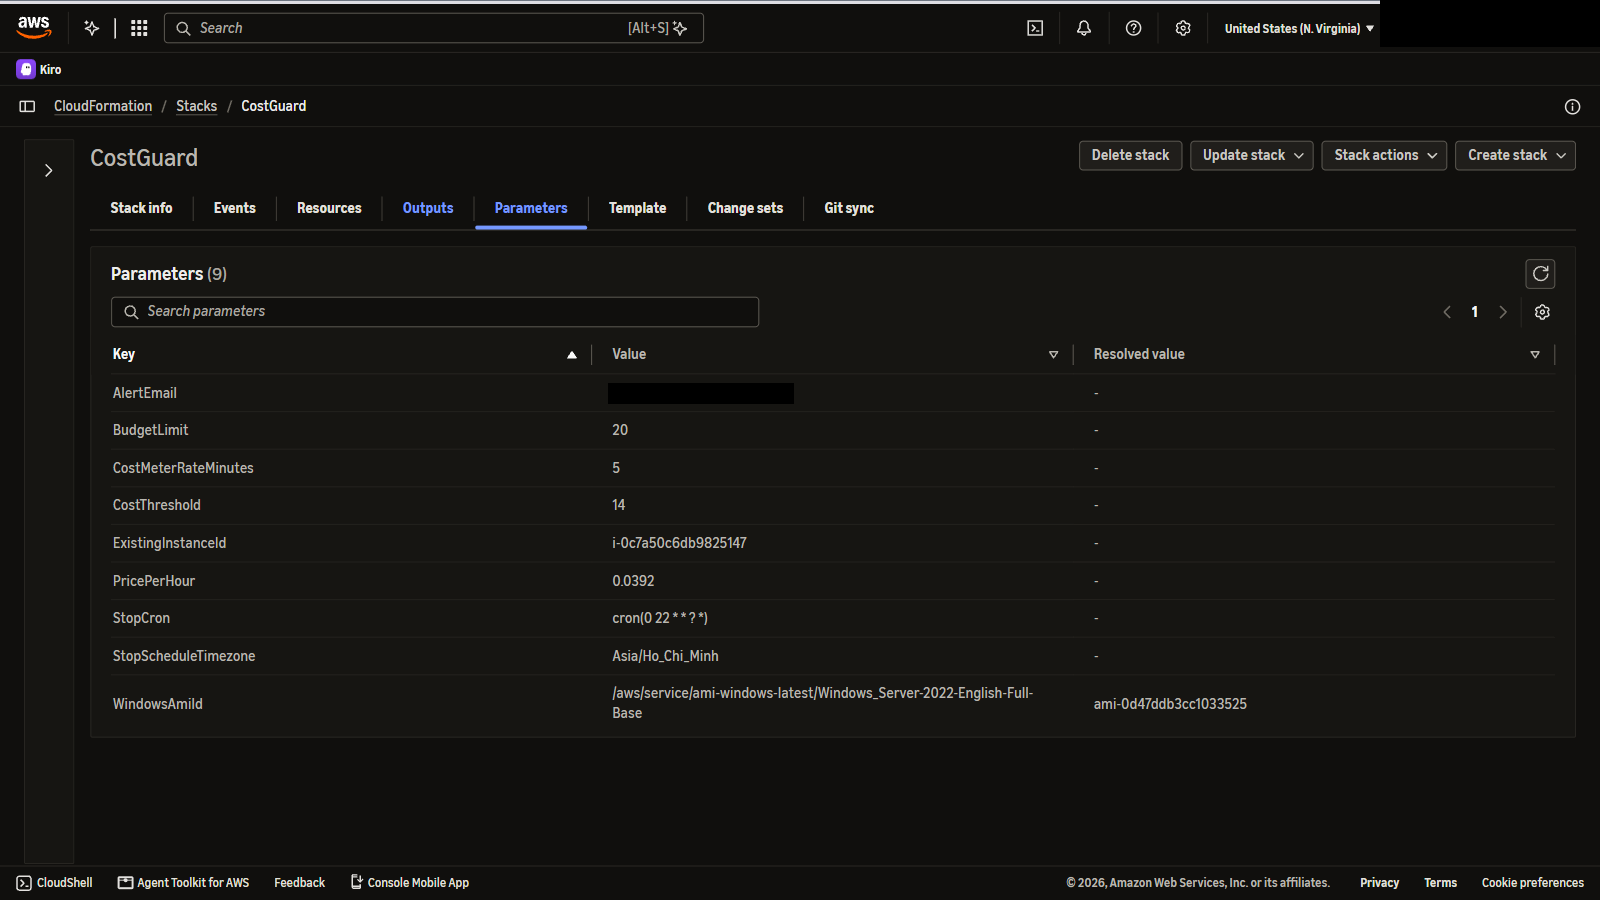 aws
Search [Alt+S]
United States (N. Virginia)
Kiro
CloudFormation / Stacks / CostGuard
CostGuard
Delete stack
Update stack
Stack actions
Create stack
Stack info
Events
Resources
Outputs
Parameters
Template
Change sets
Git sync
Parameters (9)
Search parameters
1
Key Value Resolved value
AlertEmail -
BudgetLimit 20 -
CostMeterRateMinutes 5 -
CostThreshold 14 -
ExistingInstanceId i-0c7a50c6db9825147 -
PricePerHour 0.0392 -
StopCron cron(0 22 * * ? *) -
StopScheduleTimezone Asia/Ho_Chi_Minh -
WindowsAmiId /aws/service/ami-windows-latest/Windows_Server-2022-English-Full-
Base ami-0d47ddb3cc1033525
CloudShell
Agent Toolkit for AWS
Feedback
Console Mobile App
© 2026, Amazon Web Services, Inc. or its affiliates.
Privacy
Terms
Cookie preferences